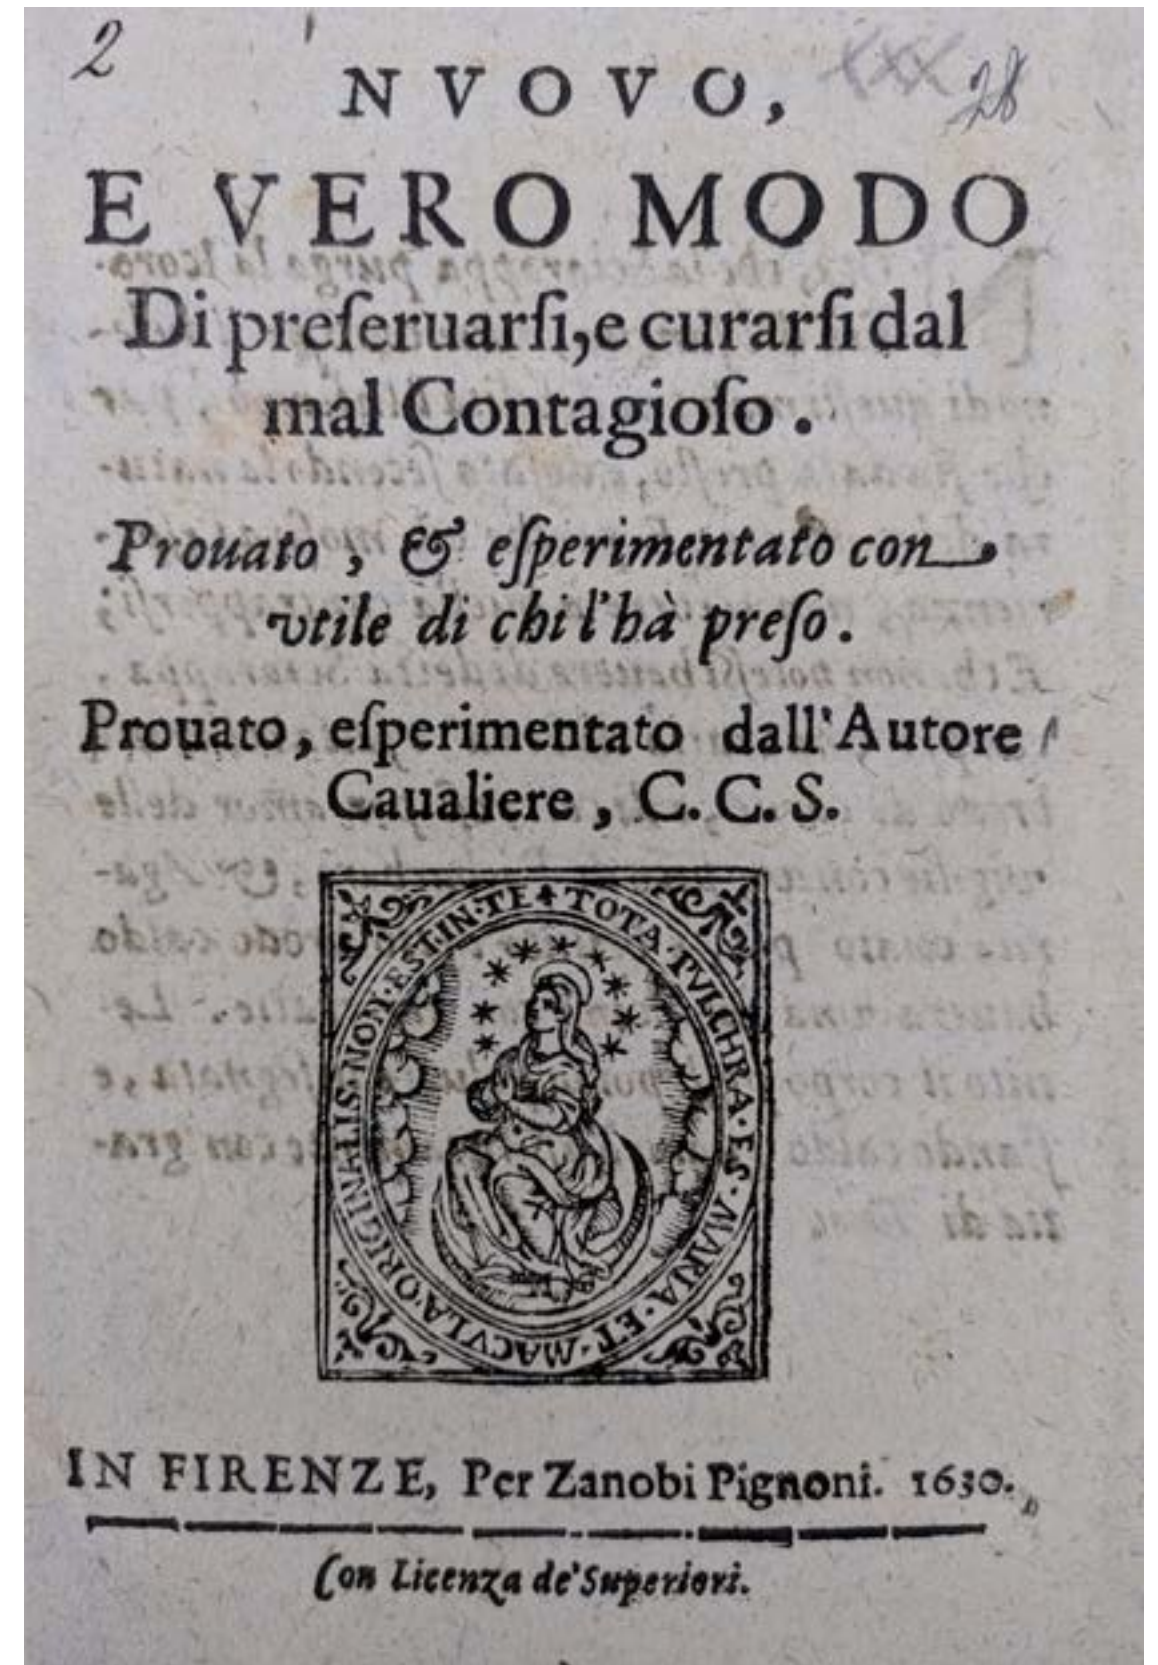 2
28
NVOVO,
E VERO MODO
Di preſeruarſi, e curarſi dal
mal Contagioſo.
Prouato, & eſperimentato con
vtile di chi l'hà preſo.
Prouato, eſperimentato dall'Autore
Caualiere, C. C. S.
TOTA·PVLCHRA·ES·MARIA·ET·MACVLA·ORIGINALIS·NON·EST·IN·TE
IN FIRENZE, Per Zanobi Pignoni. 1630.
Con Licenza de' Superiori.